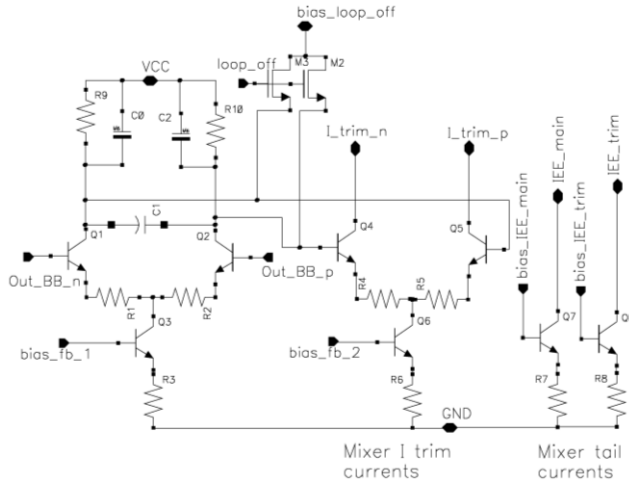 bias_loop_off
VCC
loop_off
M3
M2
R9
C0
C2
R10
I_trim_n
I_trim_p
IEE_main
IEE_trim
bias_IEE_main
bias_IEE_trim
C1
Q1
Q2
Q4
Q5
Out_BB_n
Out_BB_p
R1
R2
R4
R5
Q3
Q6
Q7
Q
bias_fb_1
bias_fb_2
R3
R6
R7
R8
GND
Mixer I trim
currents
Mixer tail
currents